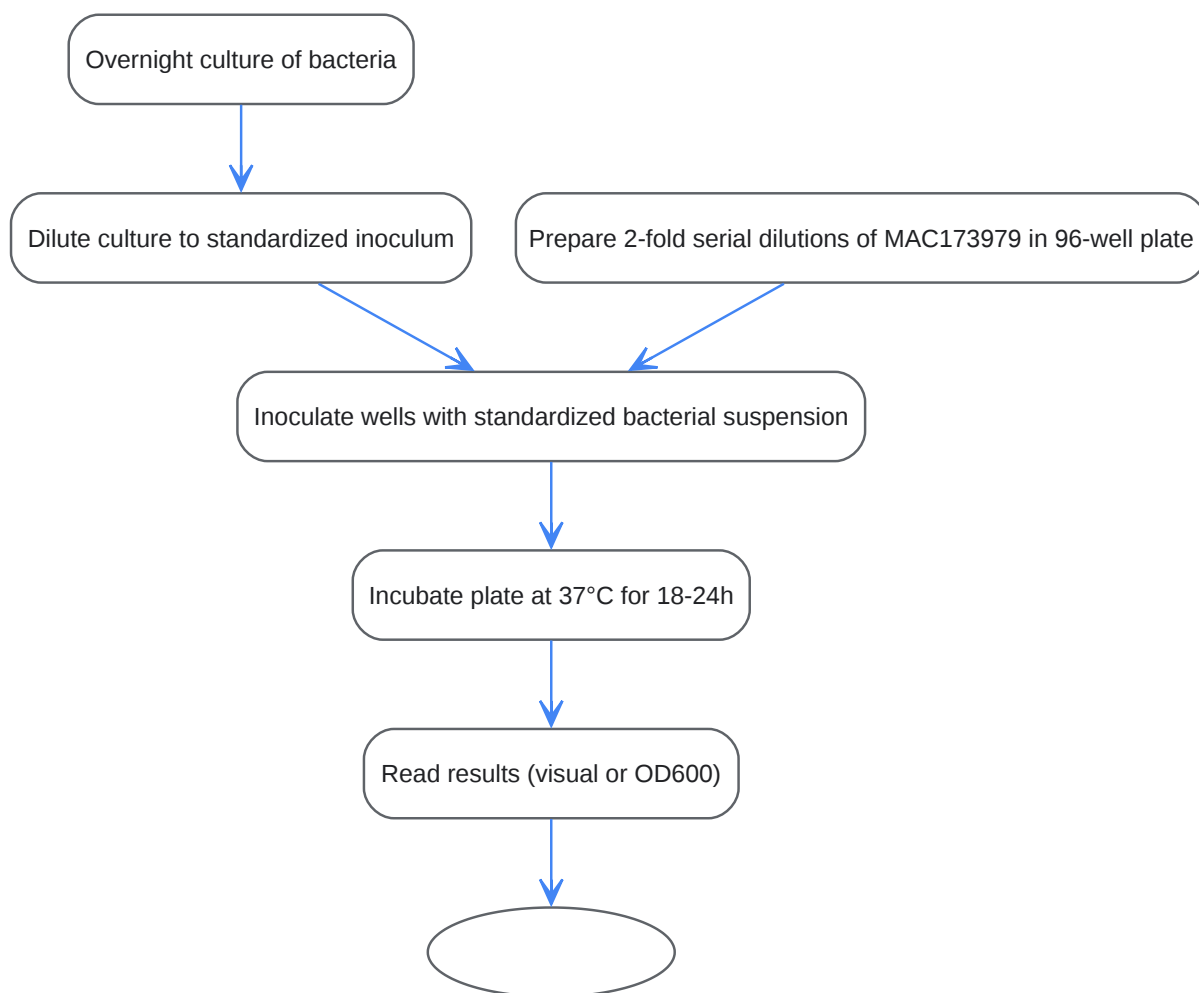 Overnight culture of bacteria
Dilute culture to standardized inoculum
Prepare 2-fold serial dilutions of MAC173979 in 96-well plate
Inoculate wells with standardized bacterial suspension
Incubate plate at 37°C for 18-24h
Read results (visual or OD600)